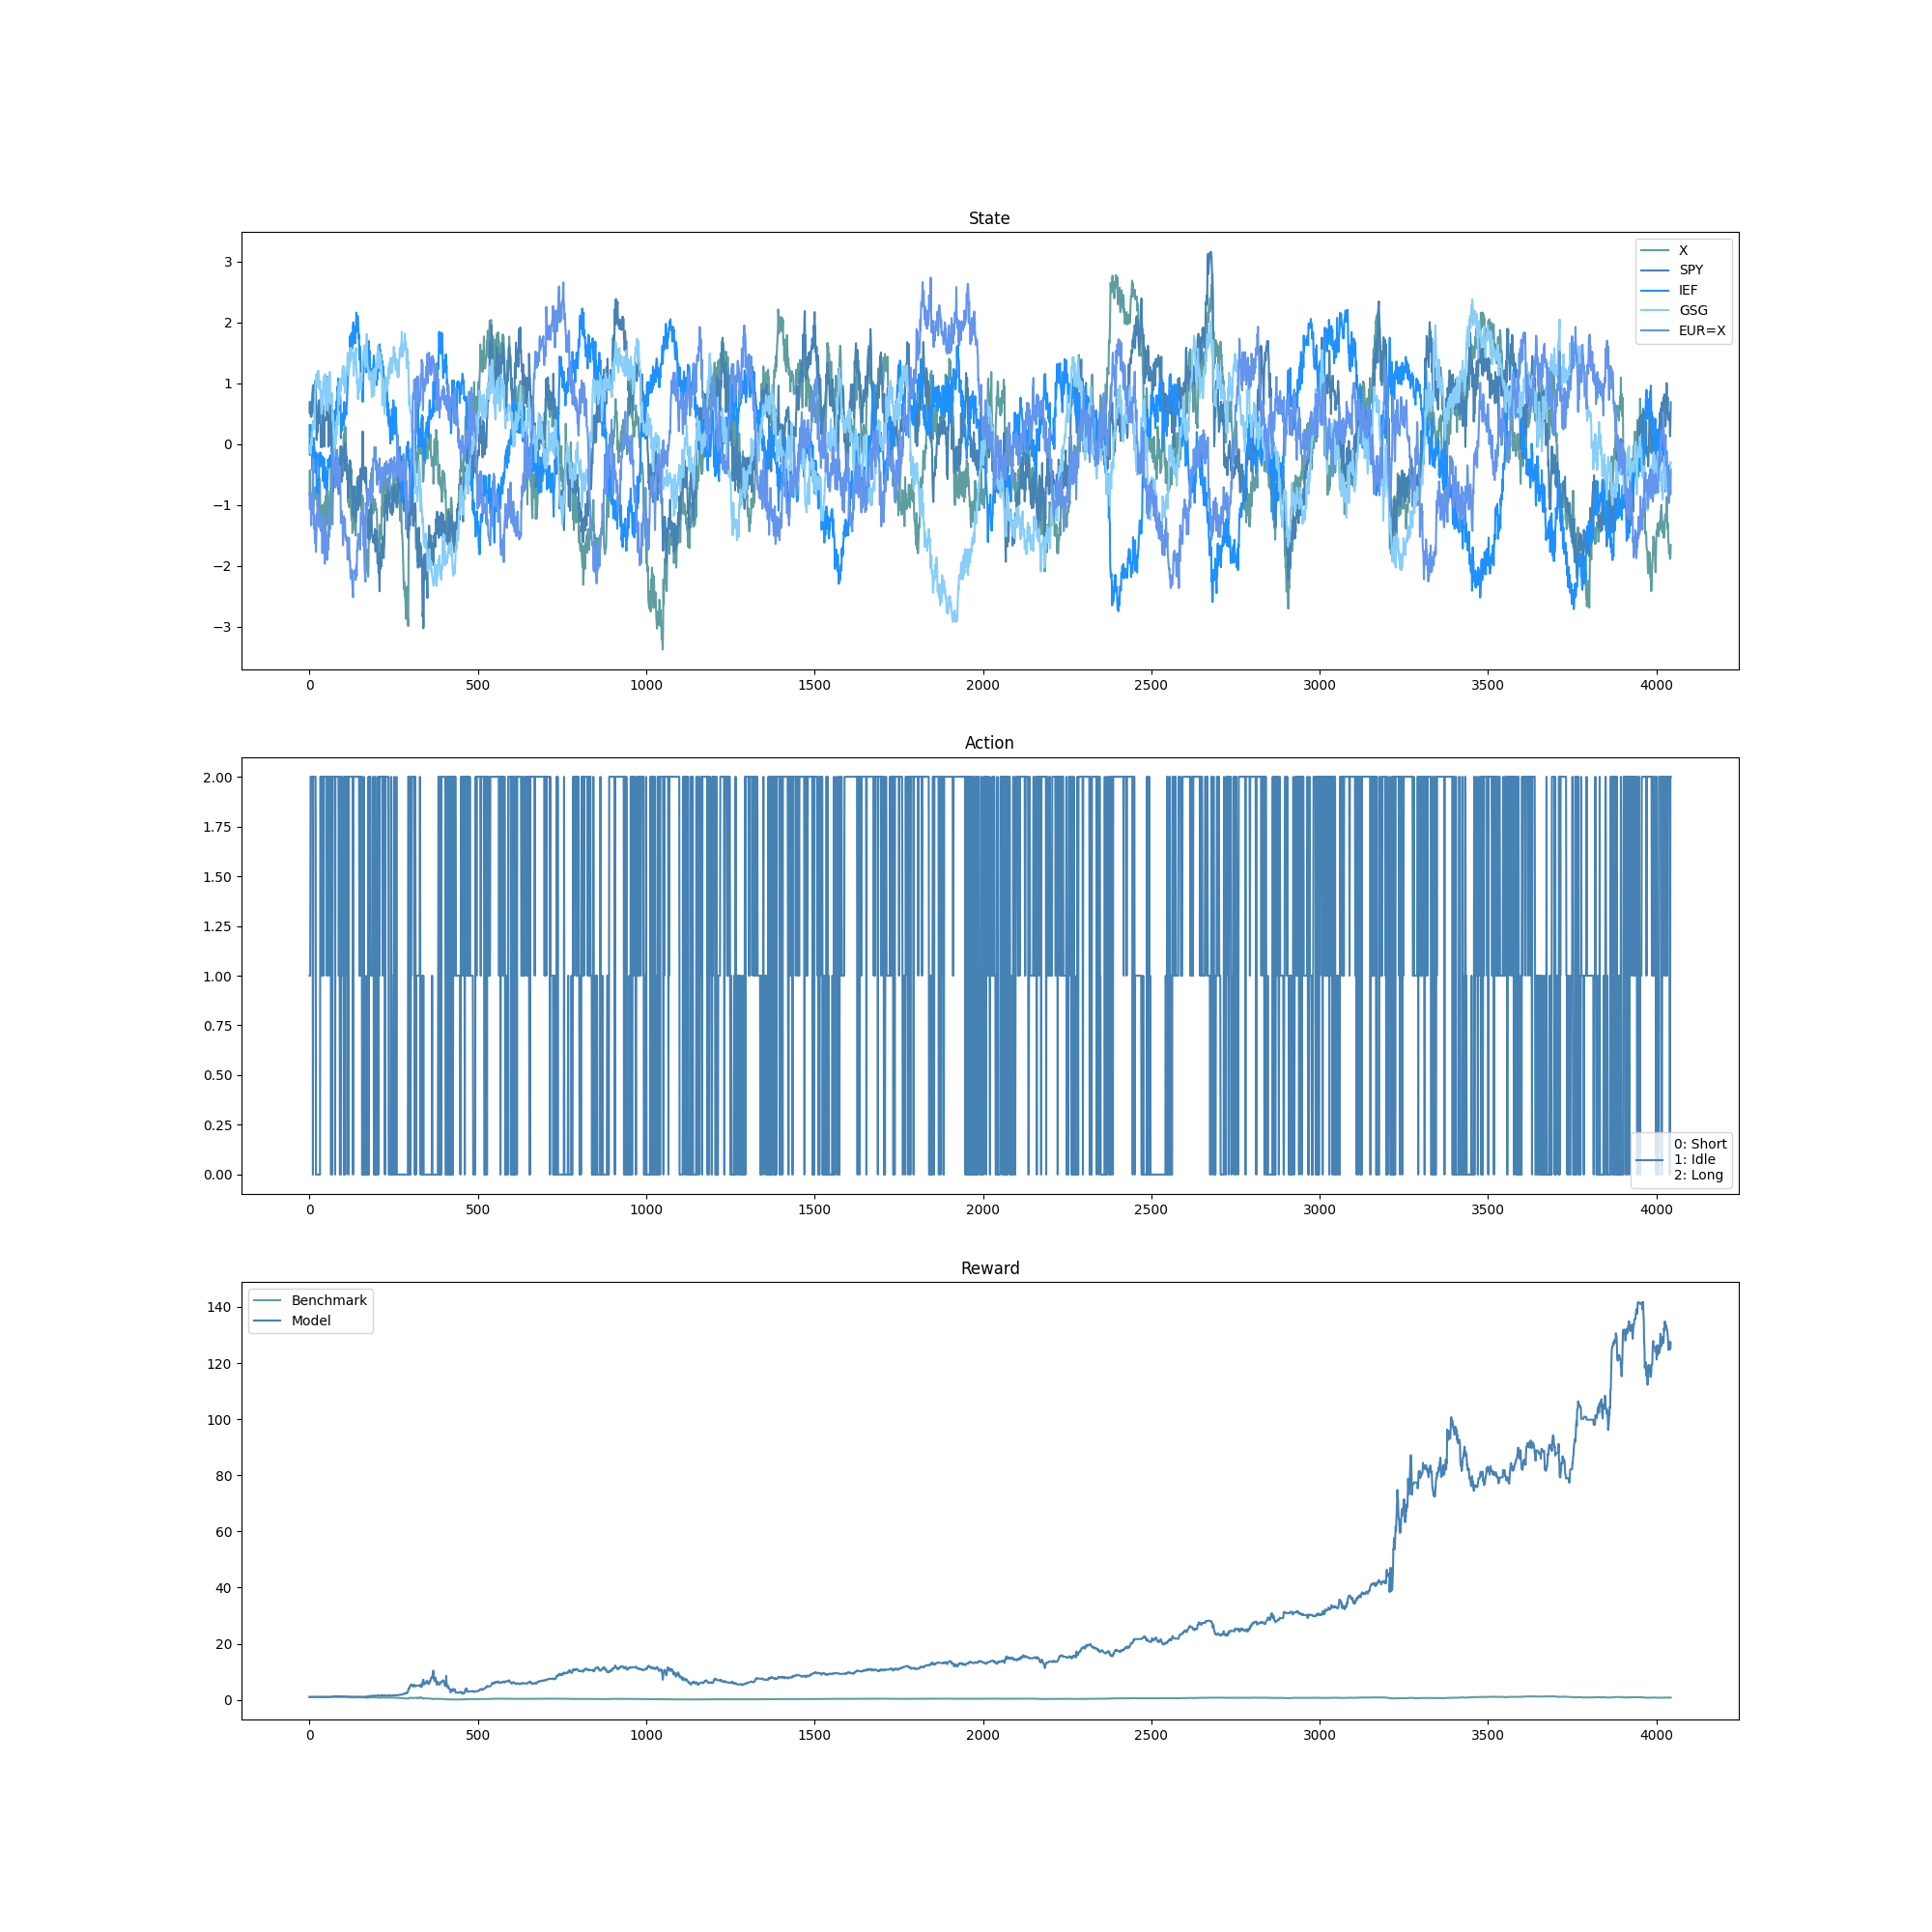 State
3
2
1
0
−1
−2
−3
X
SPY
IEF
GSG
EUR=X
0 500 1000 1500 2000 2500 3000 3500 4000
Action
2.00
1.75
1.50
1.25
1.00
0.75
0.50
0.25
0.00
0: Short
1: Idle
2: Long
0 500 1000 1500 2000 2500 3000 3500 4000
Reward
Benchmark
Model
140
120
100
80
60
40
20
0
0 500 1000 1500 2000 2500 3000 3500 4000